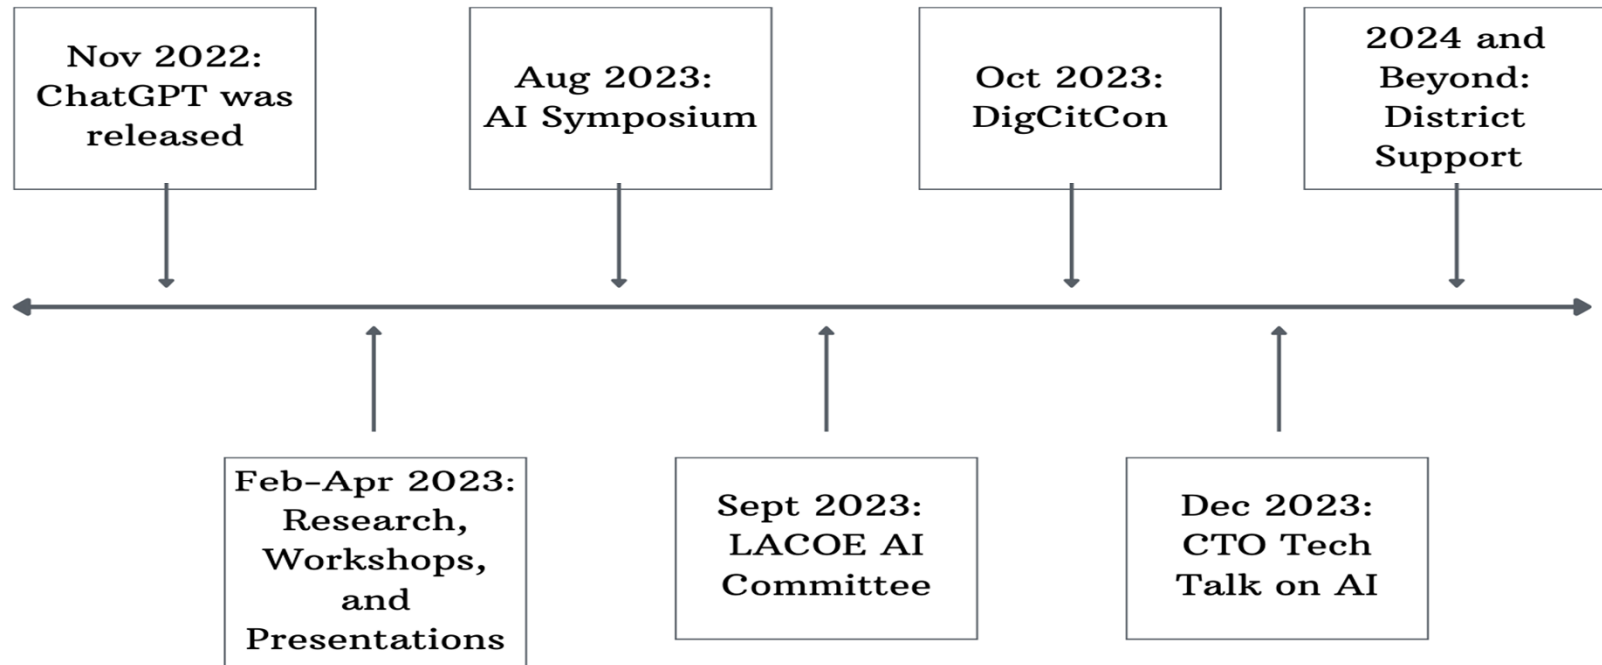 Nov 2022:
ChatGPT was
released
Aug 2023:
AI Symposium
Oct 2023:
DigCitCon
2024 and
Beyond:
District
Support
Feb-Apr 2023:
Research,
Workshops,
and
Presentations
Sept 2023:
LACOE AI
Committee
Dec 2023:
CTO Tech
Talk on AI